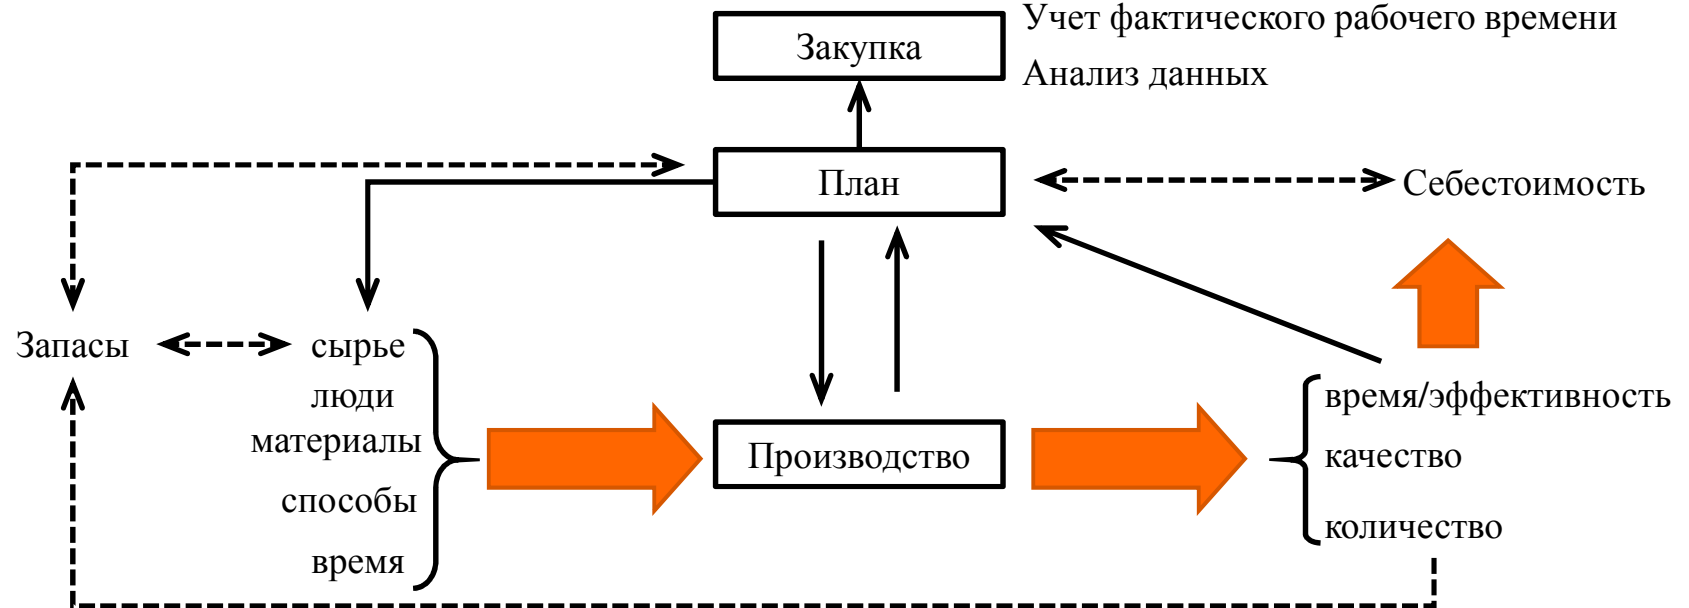 Учет фактического рабочего времени
Закупка
Анализ данных
План
Себестоимость
Запасы
сырье
люди
материалы
способы
время
Производство
время/эффективность
качество
количество